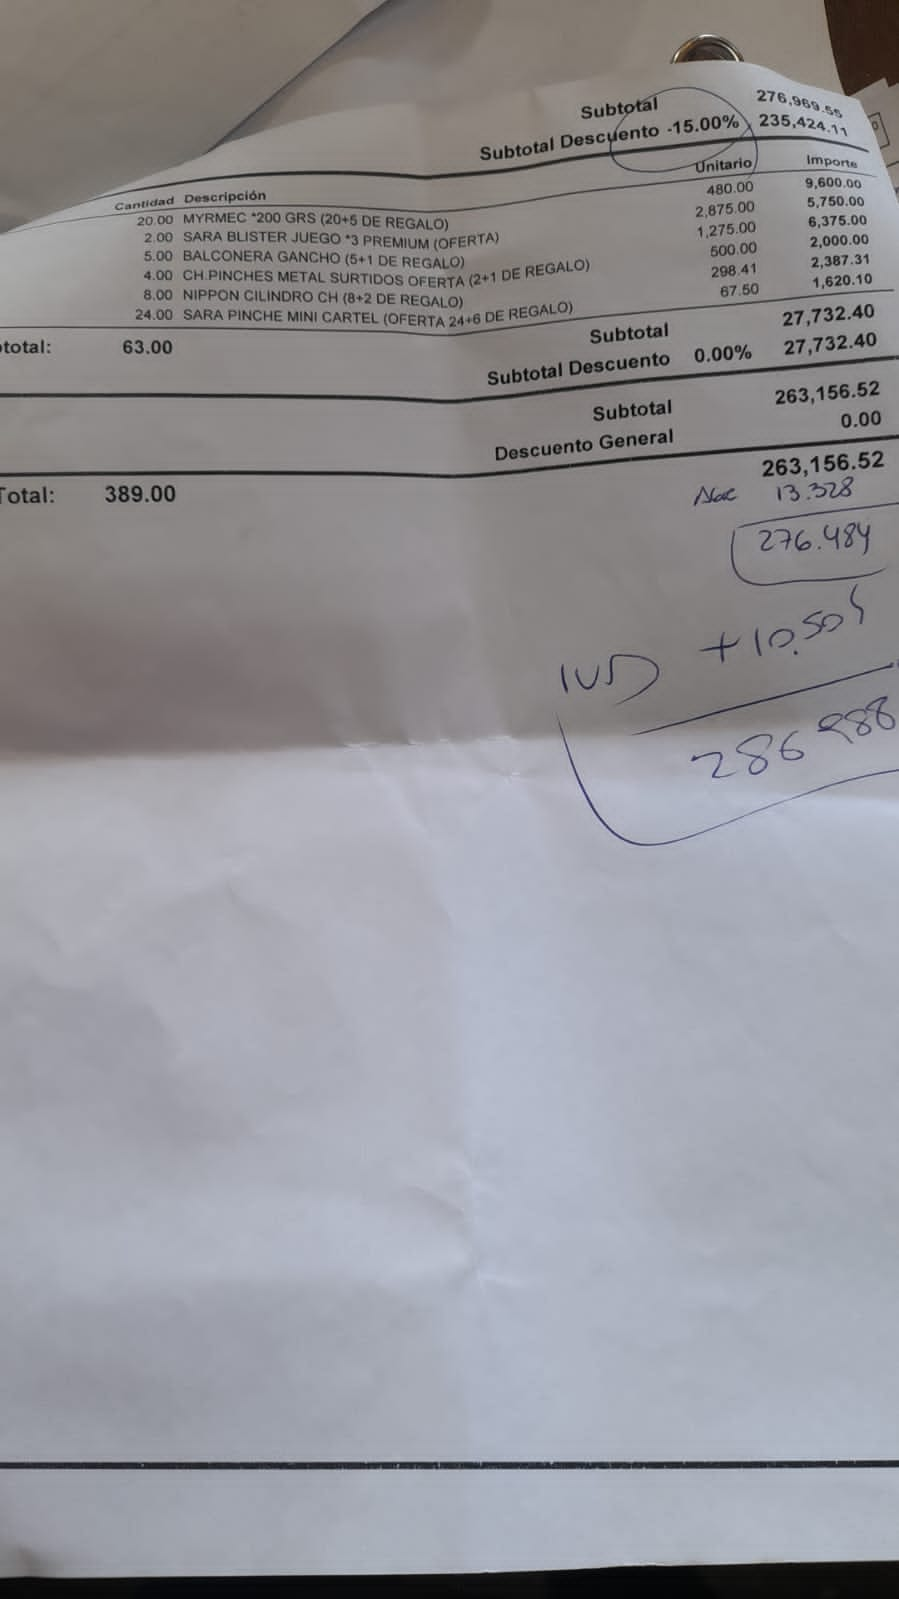 Subtotal 276,969.55
Subtotal Descuento -15.00% 235,424.11
Cantidad Descripción Unitario Importe
20.00 MYRMEC *200 GRS (20+5 DE REGALO) 480.00 9,600.00
2.00 SARA BLISTER JUEGO *3 PREMIUM (OFERTA) 2,875.00 5,750.00
5.00 BALCONERA GANCHO (5+1 DE REGALO) 1,275.00 6,375.00
4.00 CH.PINCHES METAL SURTIDOS OFERTA (2+1 DE REGALO) 500.00 2,000.00
8.00 NIPPON CILINDRO CH (8+2 DE REGALO) 298.41 2,387.31
24.00 SARA PINCHE MINI CARTEL (OFERTA 24+6 DE REGALO) 67.50 1,620.10
Subtotal 27,732.40
total: 63.00 Subtotal Descuento 0.00% 27,732.40
Subtotal 263,156.52
Descuento General 0.00
Total: 389.00 263,156.52
13.328
276.484
+10.504
286 988